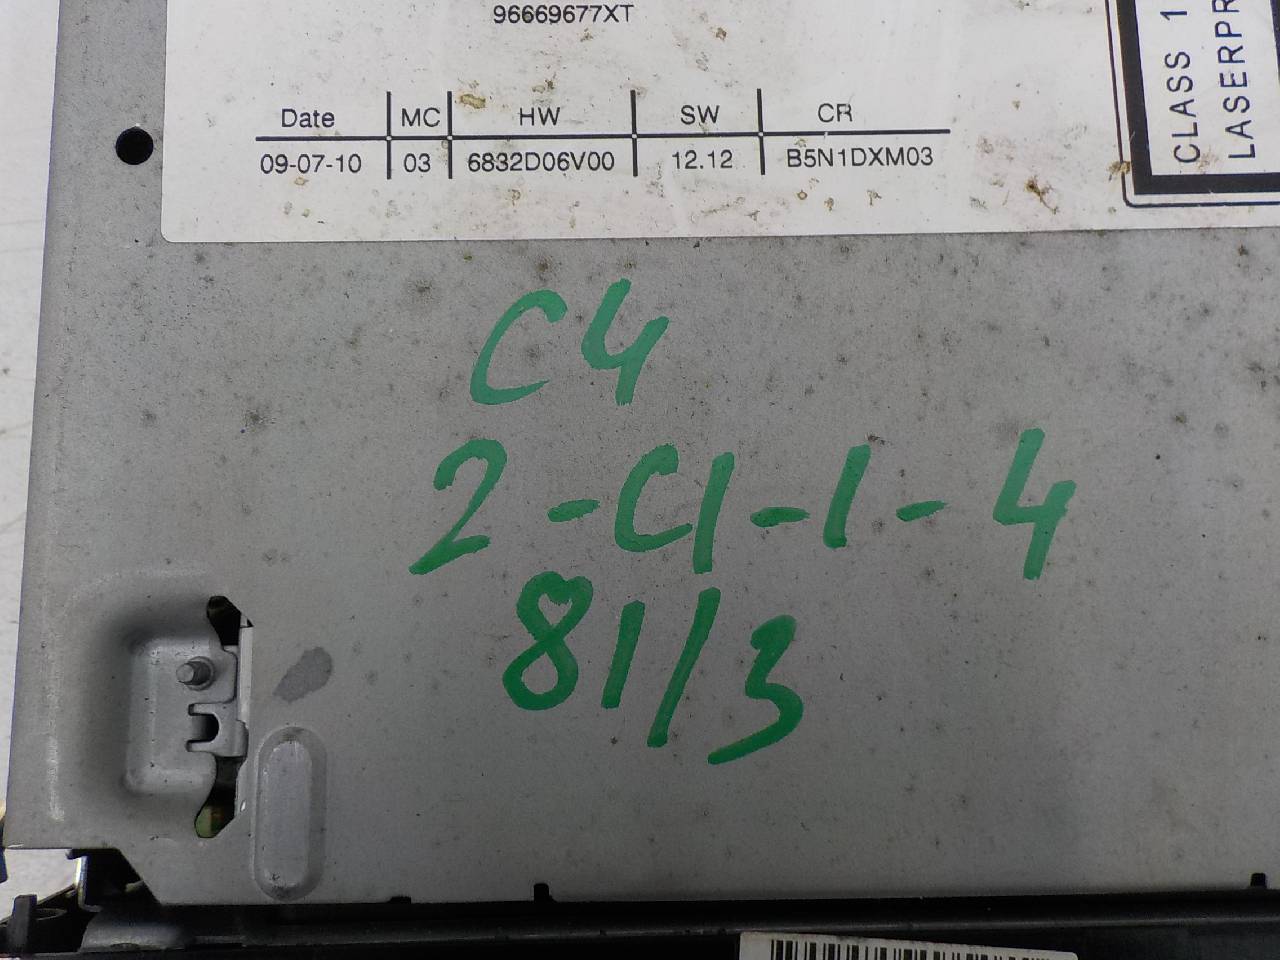 96669677XT
Date MC HW SW CR
09-07-10 03 6832D06V00 12.12 B5N1DXM03
CLASS 1
LASERPR
C4
2-C1-1-4
81/3